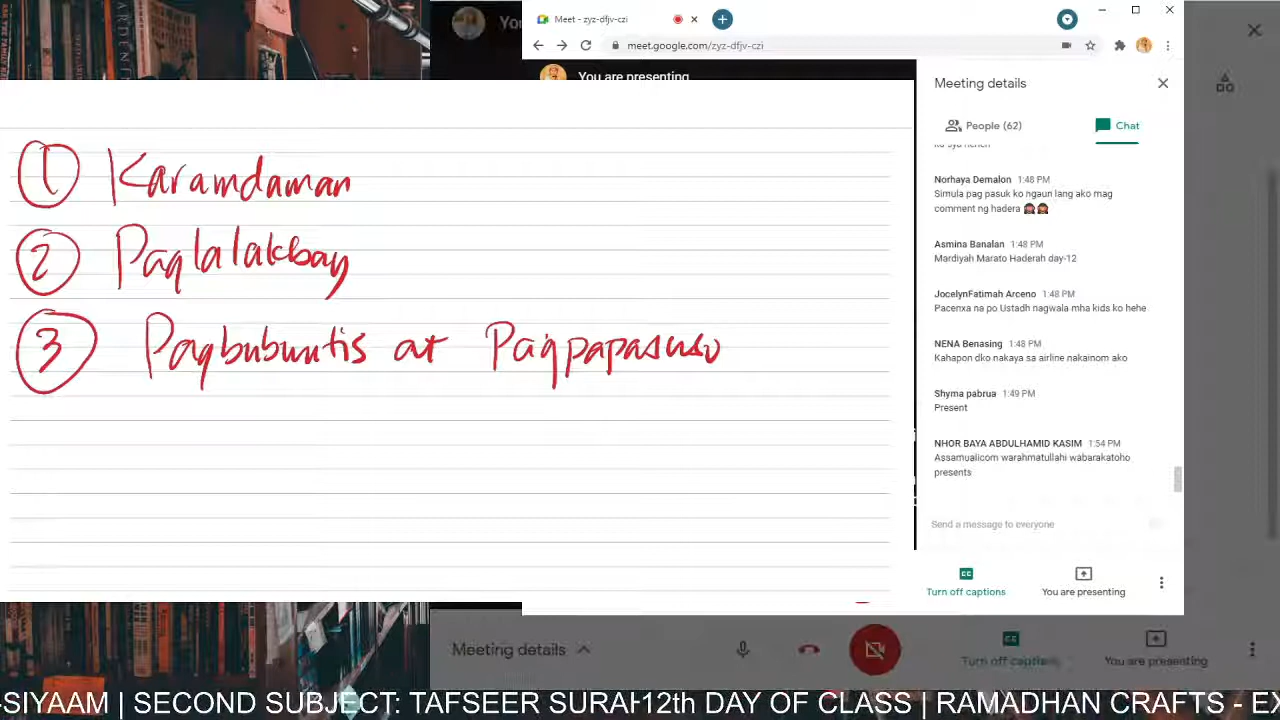 Meet - zyz-dfjv-czi
meet.google.com/zyz-dfjv-czi
You are presenting
Meeting details
People (62)
Chat
Norhaya Demalon 1:48 PM
Simula pag pasuk ko ngaun lang ako mag
comment ng hadera
Asmina Banalan 1:48 PM
Mardiyah Marato Haderah day-12
JocelynFatimah Arceno 1:48 PM
Pacenxa na po Ustadh nagwala mha kids ko hehe
NENA Benasing 1:48 PM
Kahapon dko nakaya sa airline nakainom ako
Shyma pabrua 1:49 PM
Present
NHOR BAYA ABDULHAMID KASIM 1:54 PM
Assamualicom warahmatullahi wabarakatoho
presents
Send a message to everyone
Turn off captions
You are presenting
1 Karamdaman
2 Paglalakbay
3 Pagbubuntis at Pagpapasuso
Meeting details
Turn off captions
You are presenting
-SIYAAM | SECOND SUBJECT: TAFSEER SURAH
12th DAY OF CLASS | RAMADHAN CRAFTS - EX